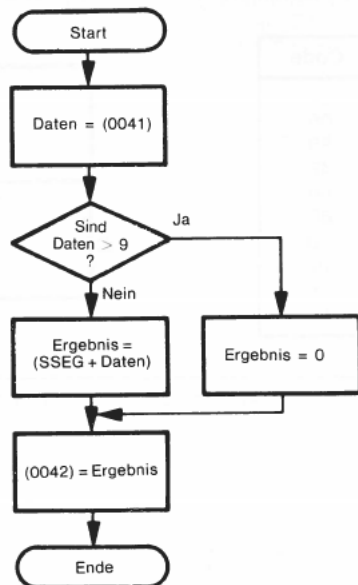 Start
Daten = (0041)
Sind
Daten > 9
?
Ja
Nein
Ergebnis =
(SSEG + Daten)
Ergebnis = 0
(0042) = Ergebnis
Ende